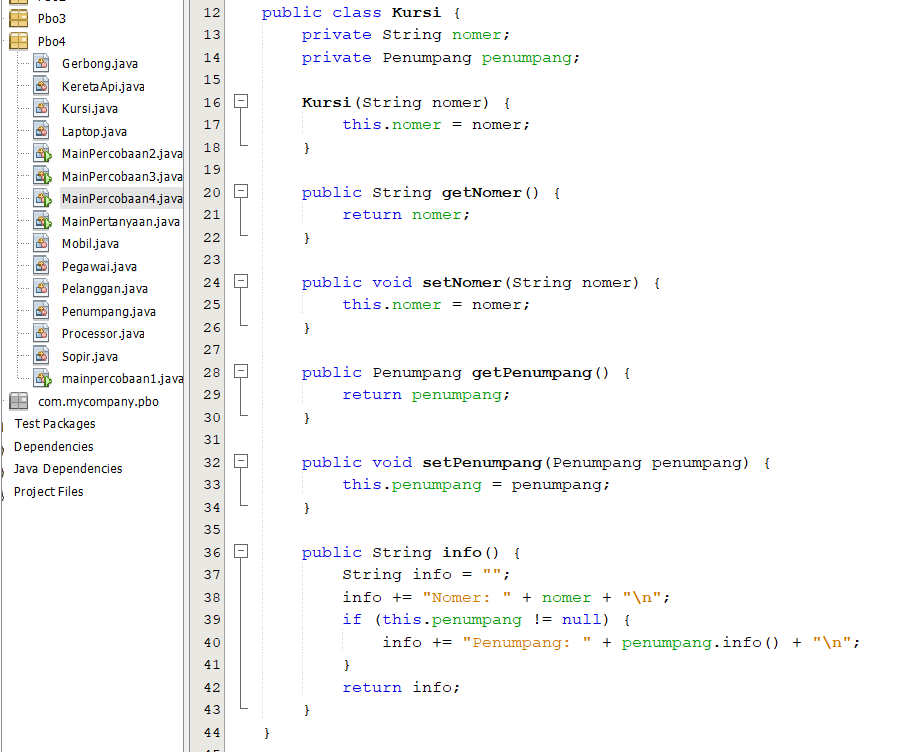 Pbo3
Pbo4
Gerbong.java
KeretaApi.java
Kursi.java
Laptop.java
MainPercobaan2.java
MainPercobaan3.java
MainPercobaan4.java
MainPertanyaan.java
Mobil.java
Pegawai.java
Pelanggan.java
Penumpang.java
Processor.java
Sopir.java
mainpercobaan1.java
com.mycompany.pbo
Test Packages
Dependencies
Java Dependencies
Project Files
12 public class Kursi {
13 private String nomer;
14 private Penumpang penumpang;
15
16 Kursi(String nomer) {
17 this.nomer = nomer;
18 }
19
20 public String getNomer() {
21 return nomer;
22 }
23
24 public void setNomer(String nomer) {
25 this.nomer = nomer;
26 }
27
28 public Penumpang getPenumpang() {
29 return penumpang;
30 }
31
32 public void setPenumpang(Penumpang penumpang) {
33 this.penumpang = penumpang;
34 }
35
36 public String info() {
37 String info = "";
38 info += "Nomer: " + nomer + "\n";
39 if (this.penumpang != null) {
40 info += "Penumpang: " + penumpang.info() + "\n";
41 }
42 return info;
43 }
44 }